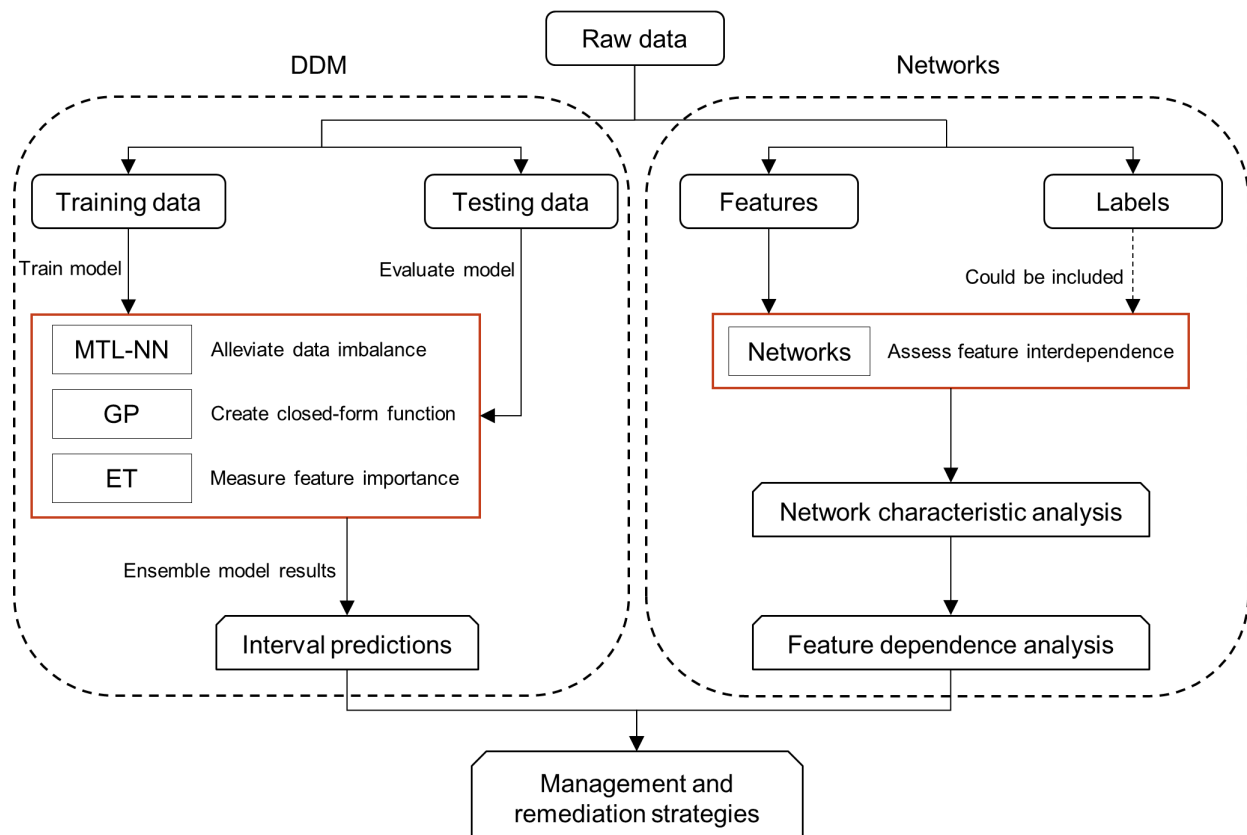 Raw data
DDM
Networks
Training data
Testing data
Features
Labels
Train model
Evaluate model
Could be included
MTL-NN
Alleviate data imbalance
GP
Create closed-form function
ET
Measure feature importance
Networks
Assess feature interdependence
Network characteristic analysis
Ensemble model results
Interval predictions
Feature dependence analysis
Management and
remediation strategies